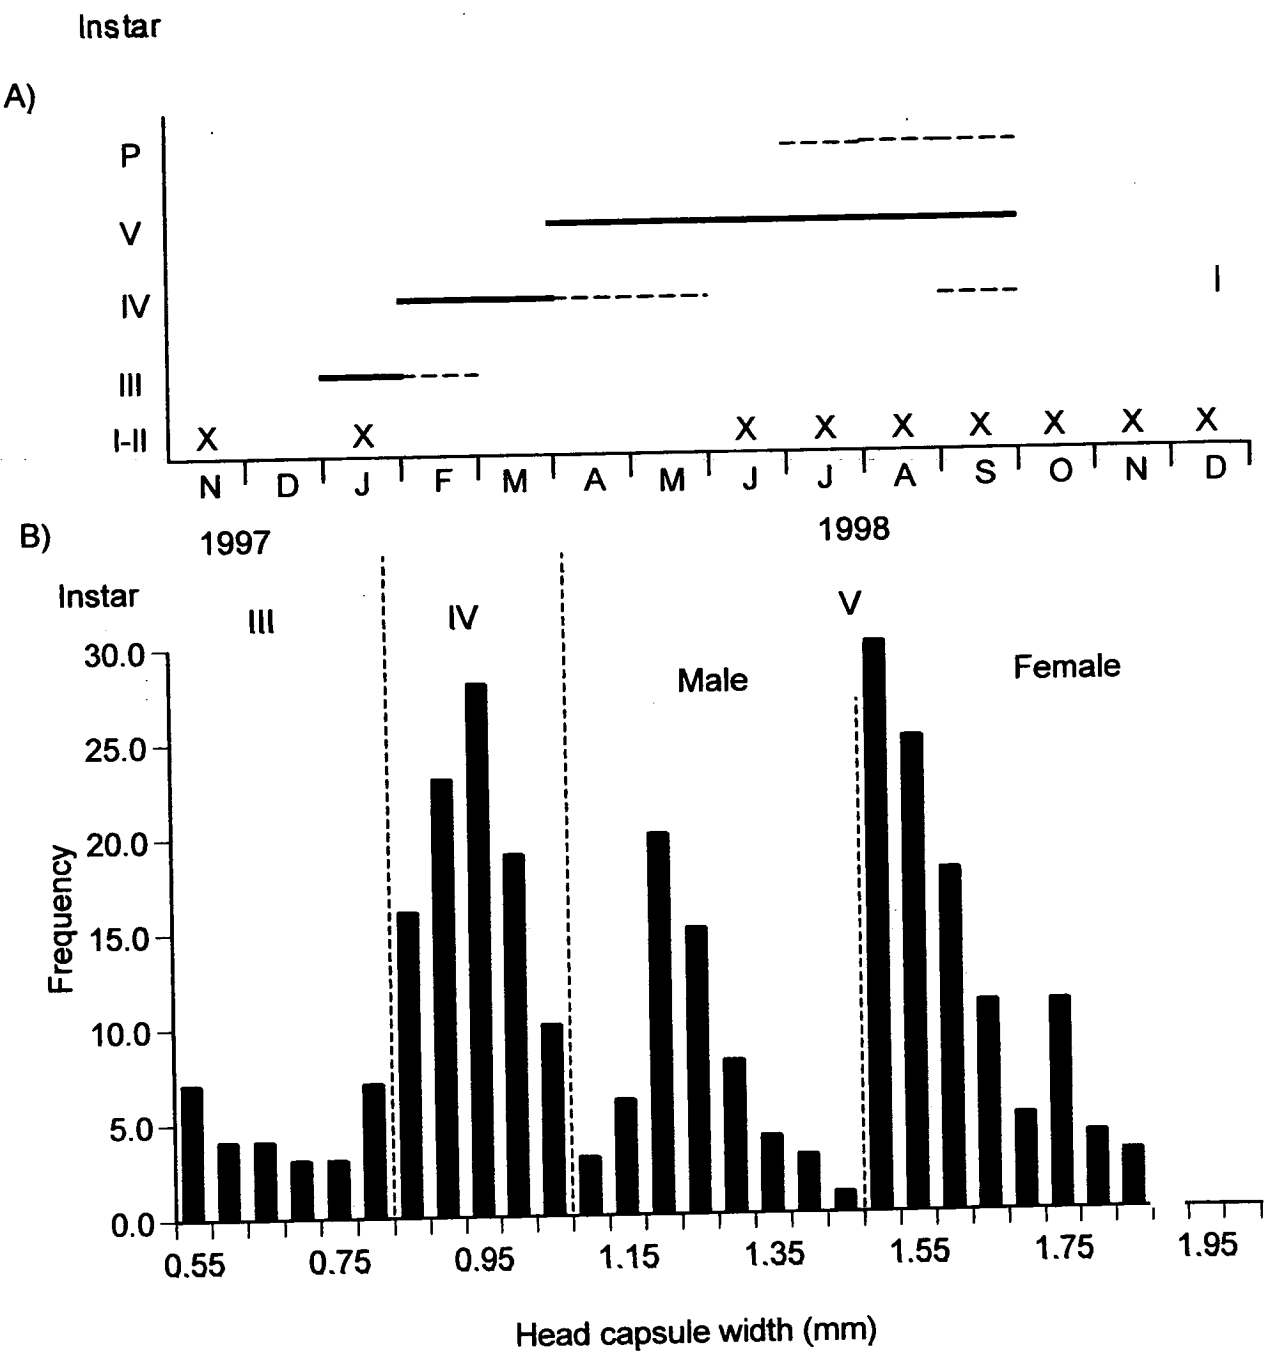 Instar
A)
P
V
IV
III
I-II X X X X X X X X X
N D J F M A M J J A S O N D
1997 1998
B)
Instar
III IV V
Male Female
30.0
25.0
20.0
15.0
10.0
5.0
0.0
Frequency
0.55 0.75 0.95 1.15 1.35 1.55 1.75 1.95
Head capsule width (mm)